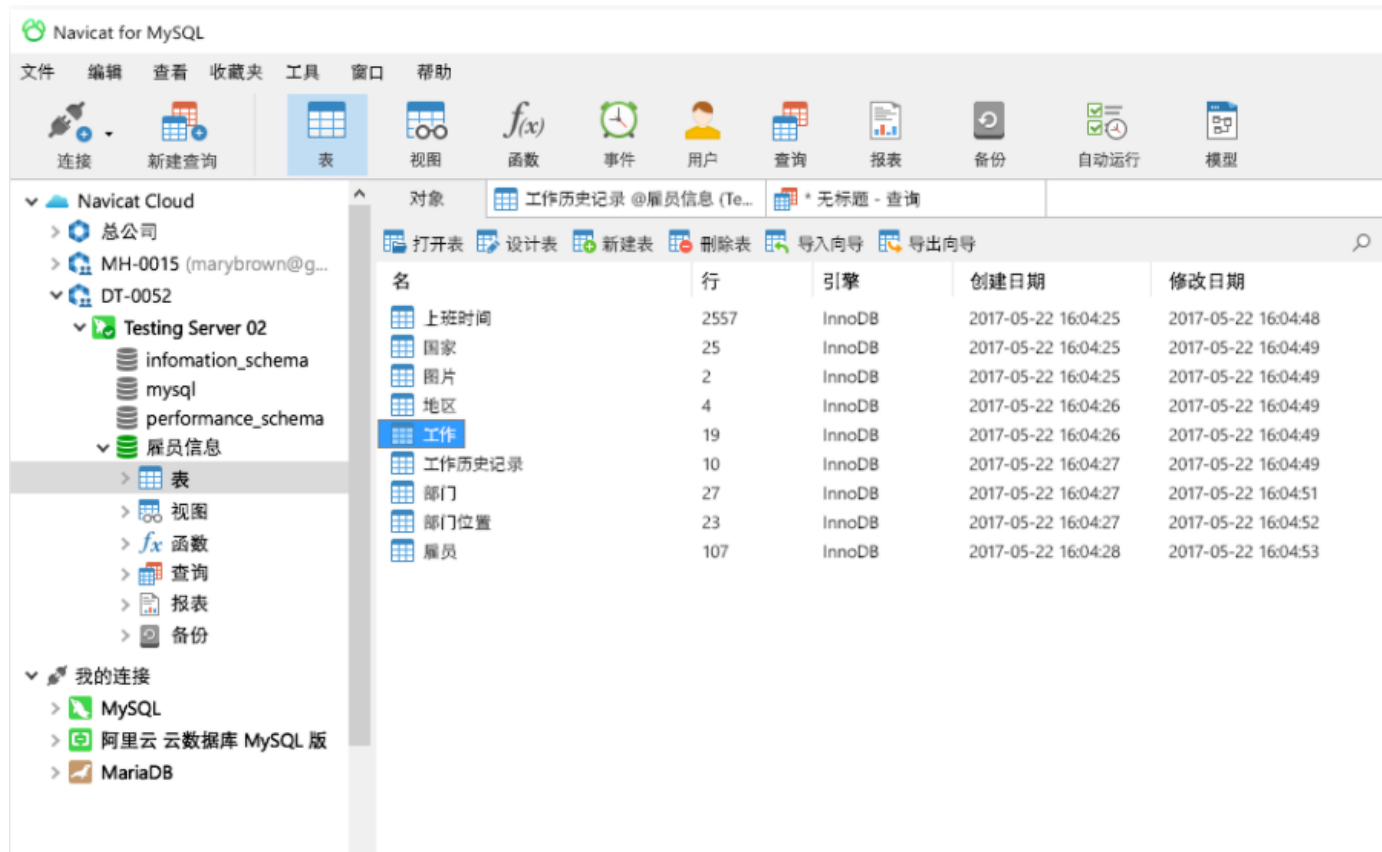 Navicat for MySQL
文件 编辑 查看 收藏夹 工具 窗口 帮助
连接 新建查询 表 视图 函数 事件 用户 查询 报表 备份 自动运行 模型
Navicat Cloud
总公司
MH-0015 (marybrown@g...
DT-0052
Testing Server 02
infomation_schema
mysql
performance_schema
雇员信息
表
视图
函数
查询
报表
备份
我的连接
MySQL
阿里云 云数据库 MySQL 版
MariaDB
对象 工作历史记录 @雇员信息 (Te... * 无标题 - 查询
打开表 设计表 新建表 删除表 导入向导 导出向导
名 行 引擎 创建日期 修改日期
上班时间 2557 InnoDB 2017-05-22 16:04:25 2017-05-22 16:04:48
国家 25 InnoDB 2017-05-22 16:04:25 2017-05-22 16:04:49
图片 2 InnoDB 2017-05-22 16:04:25 2017-05-22 16:04:49
地区 4 InnoDB 2017-05-22 16:04:26 2017-05-22 16:04:49
工作 19 InnoDB 2017-05-22 16:04:26 2017-05-22 16:04:49
工作历史记录 10 InnoDB 2017-05-22 16:04:27 2017-05-22 16:04:49
部门 27 InnoDB 2017-05-22 16:04:27 2017-05-22 16:04:51
部门位置 23 InnoDB 2017-05-22 16:04:27 2017-05-22 16:04:52
雇员 107 InnoDB 2017-05-22 16:04:28 2017-05-22 16:04:53